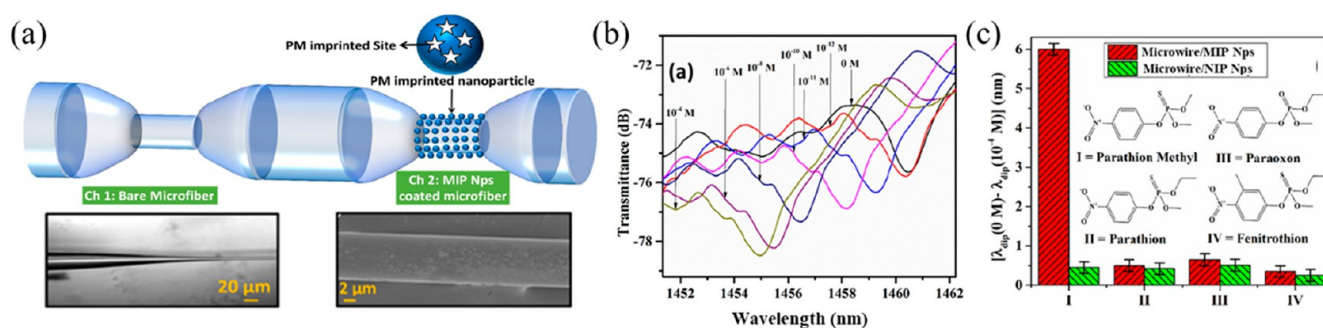 (a)
PM imprinted Site
PM imprinted nanoparticle
Ch 1: Bare Microfiber
Ch 2: MIP Nps
coated microfiber
20 μm
2 μm
(b)
(a)
10⁻⁴ M
10⁻⁶ M
10⁻⁸ M
10⁻¹⁰ M
10⁻¹¹ M
10⁻¹² M
0 M
-72
-74
-76
-78
Transmittance (dB)
1452 1454 1456 1458 1460 1462
Wavelength (nm)
(c)
Microwire/MIP Nps
Microwire/NIP Nps
[λdip(0 M)- λdip(10⁻⁴ M)] (nm)
6
5
4
3
2
1
0
I = Parathion Methyl
III = Paraoxon
II = Parathion
IV = Fenitrothion
I II III IV